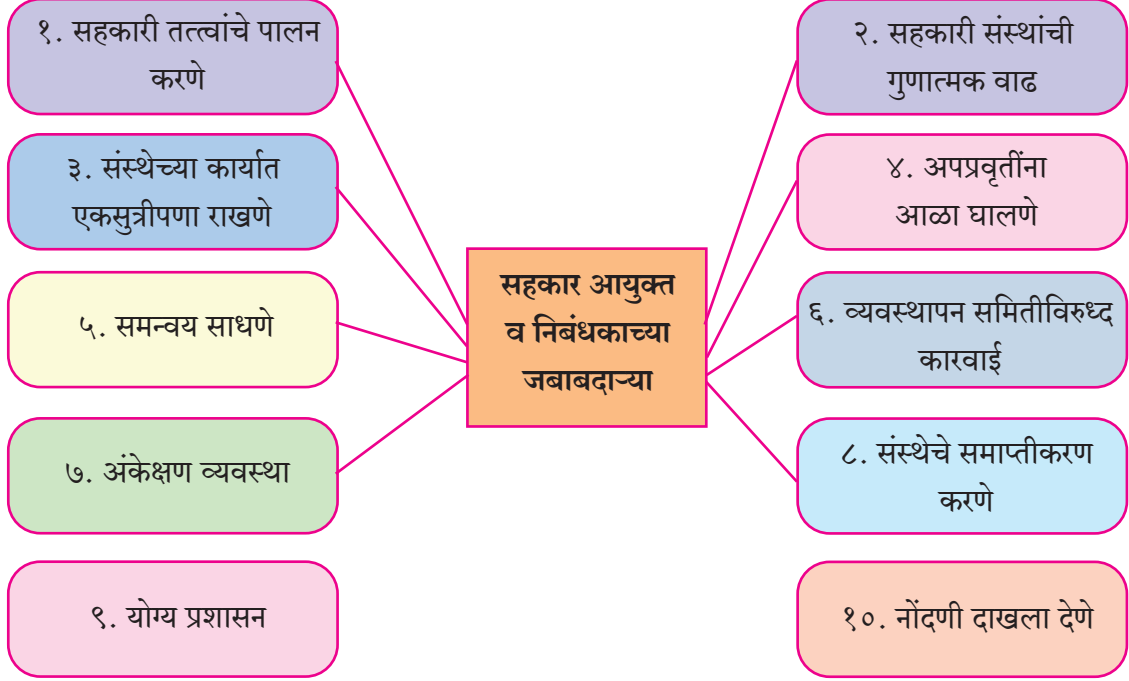 १. सहकारी तत्त्वांचे पालन
करणे
२. सहकारी संस्थांची
गुणात्मक वाढ
३. संस्थेच्या कार्यात
एकसुत्रीपणा राखणे
४. अपप्रवृतींना
आळा घालणे
सहकार आयुक्त
व निबंधकाच्या
जबाबदाऱ्या
५. समन्वय साधणे
६. व्यवस्थापन समितीविरुध्द
कारवाई
७. अंकेक्षण व्यवस्था
८. संस्थेचे समाप्तीकरण
करणे
९. योग्य प्रशासन
१०. नोंदणी दाखला देणे